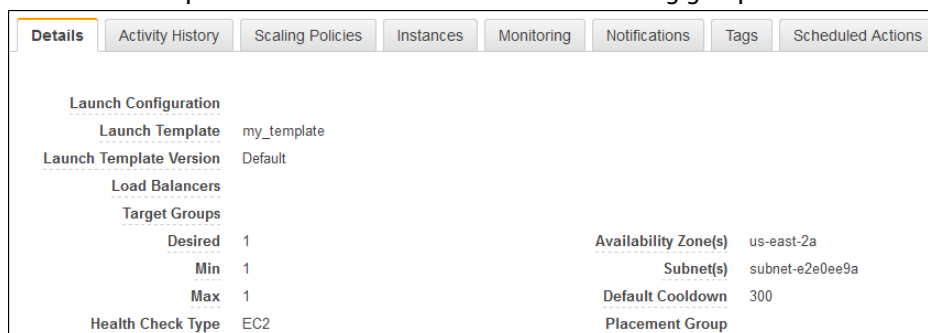 Details Activity History Scaling Policies Instances Monitoring Notifications Tags Scheduled Actions
Launch Configuration
Launch Template my_template
Launch Template Version Default
Load Balancers
Target Groups
Desired 1 Availability Zone(s) us-east-2a
Min 1 Subnet(s) subnet-e2e0ee9a
Max 1 Default Cooldown 300
Health Check Type EC2 Placement Group